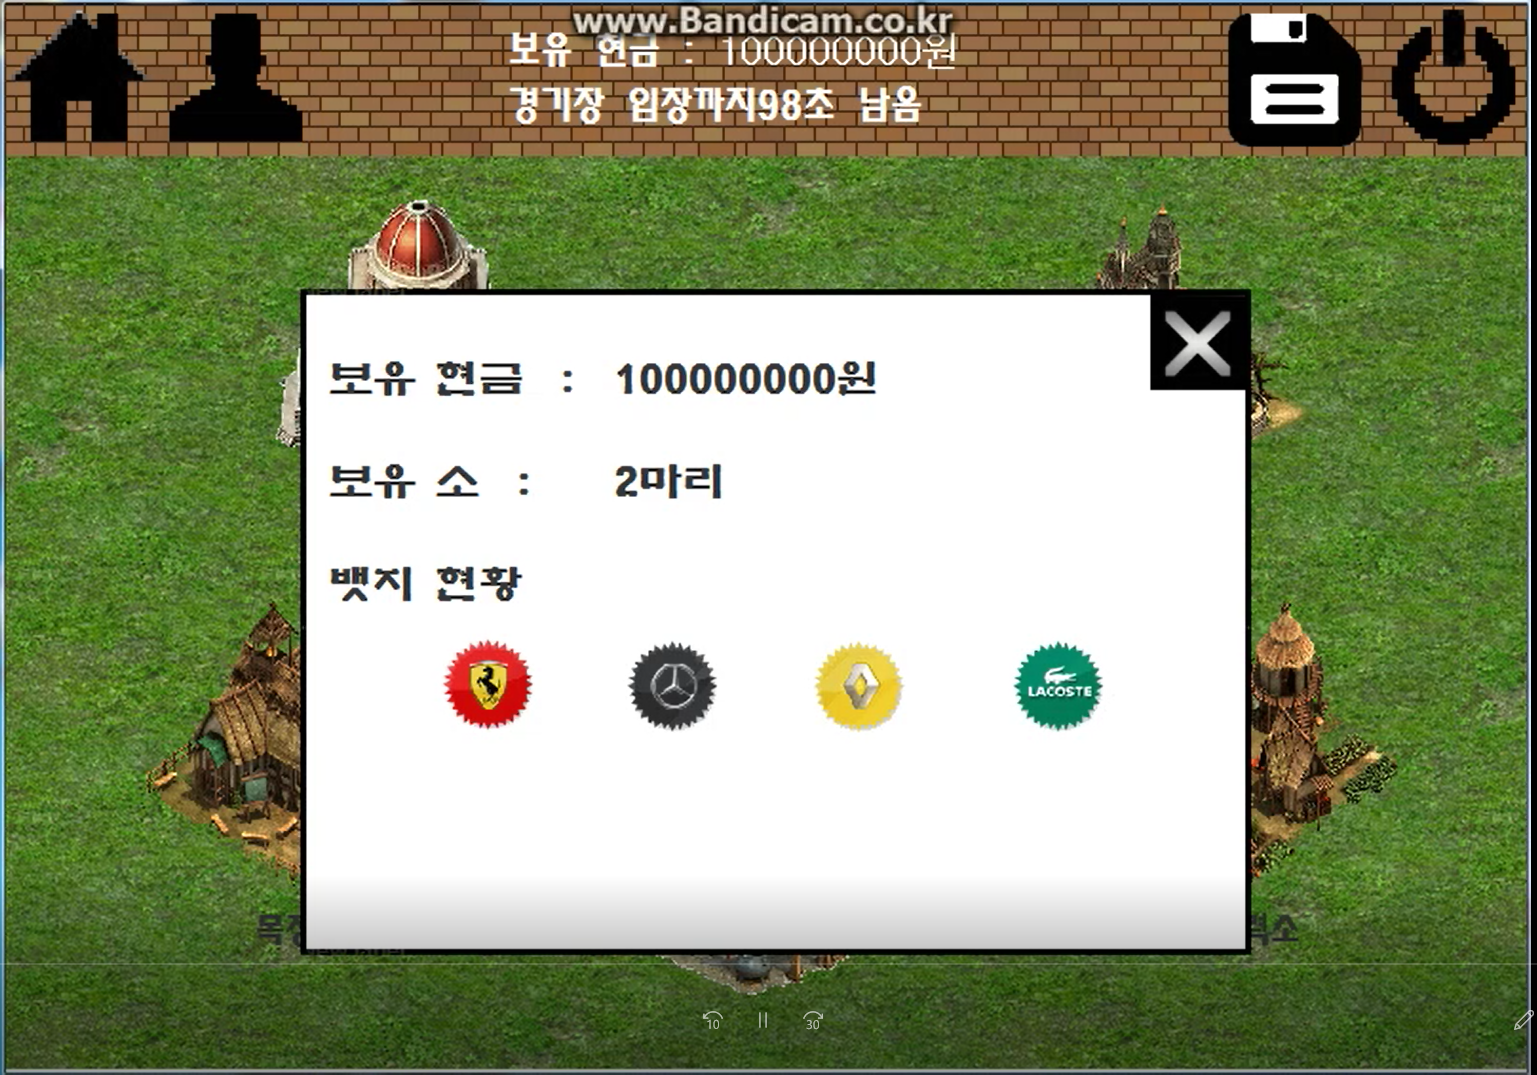 www.Bandicam.co.kr
보유 현금 : 100000000원
경기장 입장까지98초 남음
보유 현금 : 100000000원
보유 소 : 2마리
뱃지 현황
LACOSTE
10
30